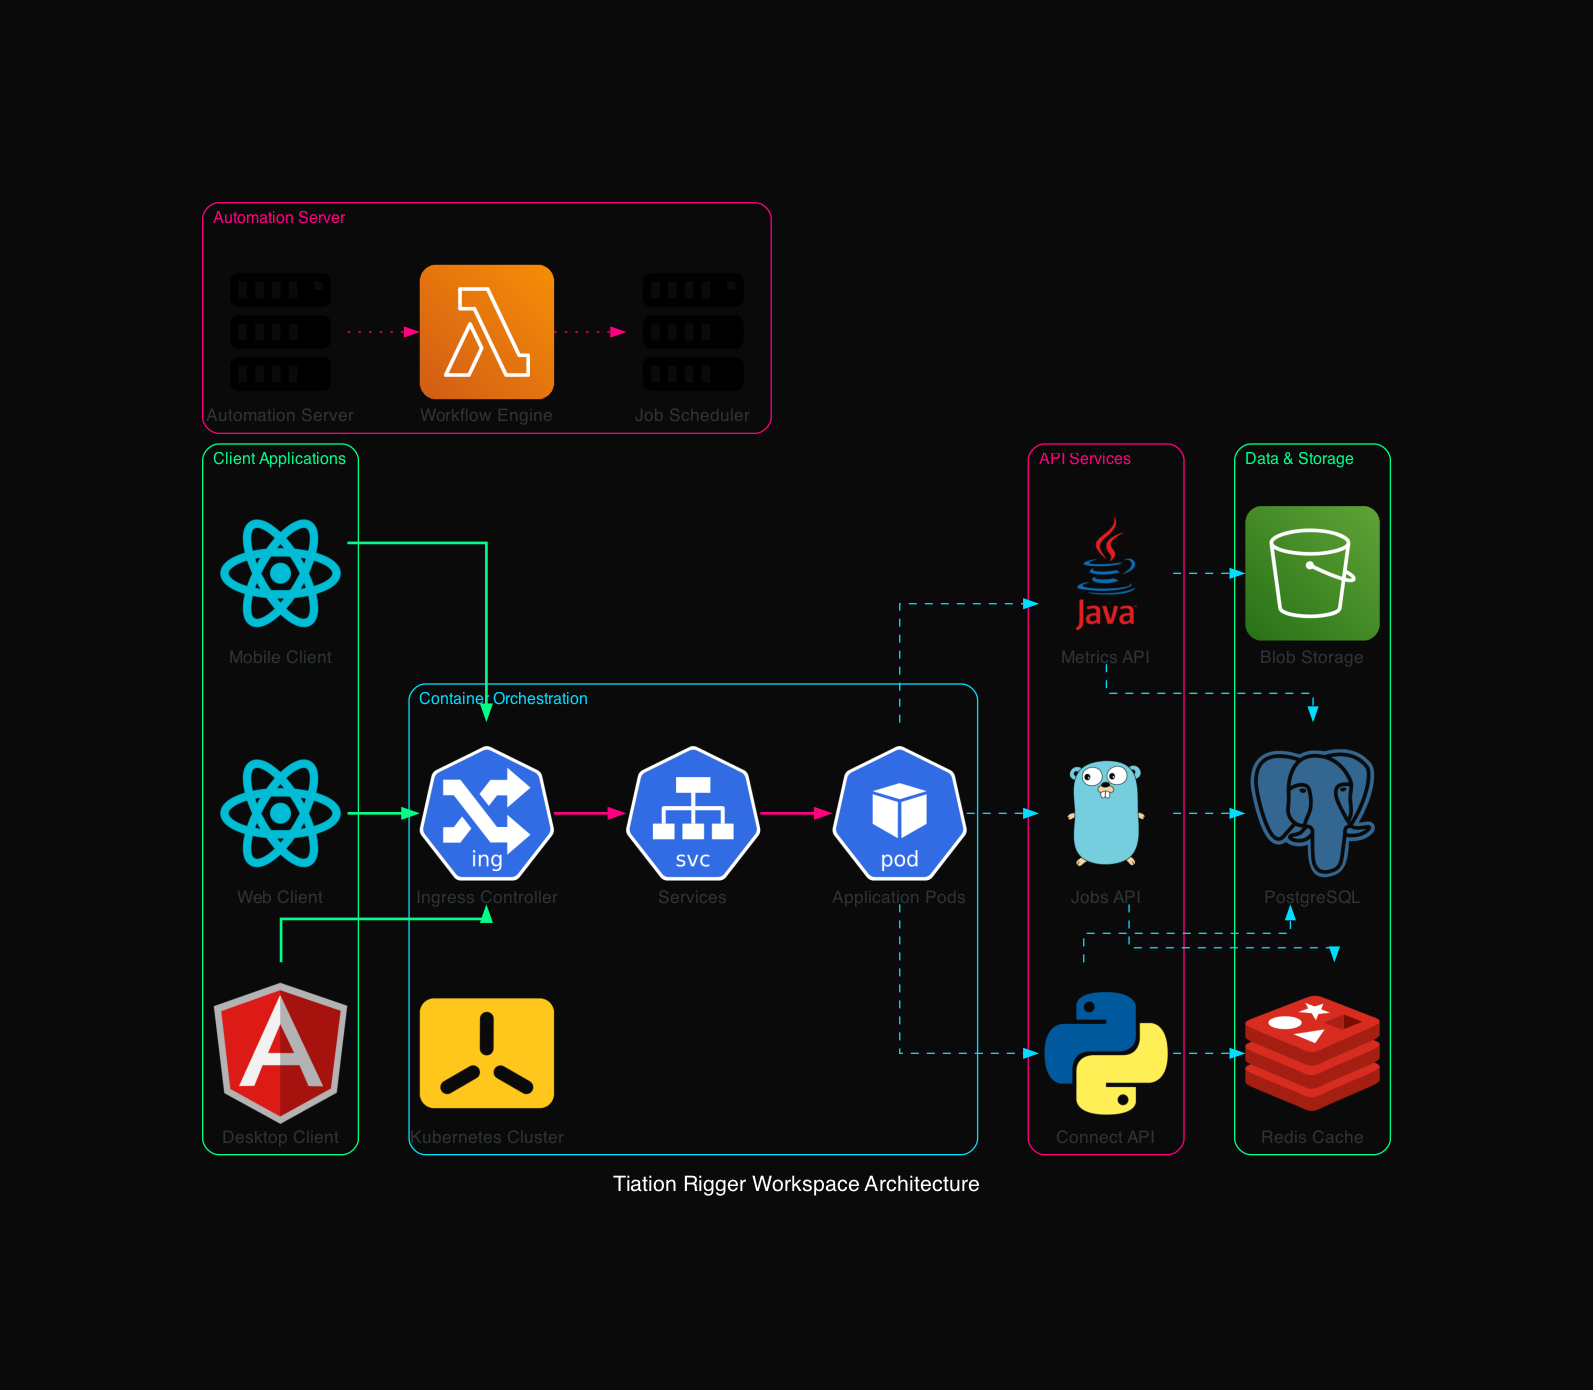 Automation Server
Automation Server
Workflow Engine
Job Scheduler
Client Applications
API Services
Data & Storage
Java
Mobile Client
Metrics API
Blob Storage
Container Orchestration
ing
svc
pod
Web Client
Ingress Controller
Services
Application Pods
Jobs API
PostgreSQL
Desktop Client
Kubernetes Cluster
Connect API
Redis Cache
Tiation Rigger Workspace Architecture